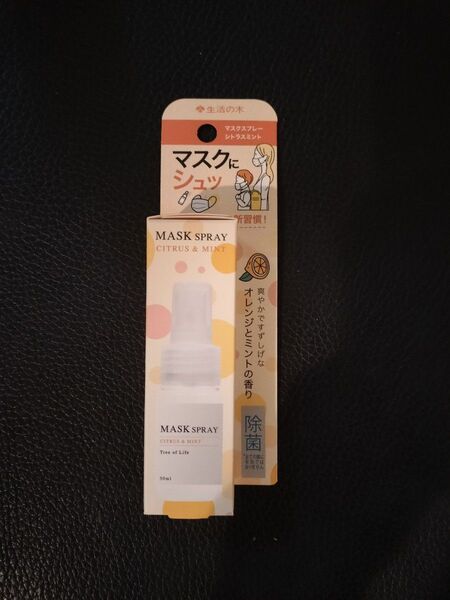 生活の木
マスクスプレー
シトラスミント
マスクに
シュッ
新習慣!
MASK SPRAY
CITRUS & MINT
爽やかですずしげな
オレンジとミントの香り
MASK SPRAY
CITRUS & MINT
Tree of Life
50ml
除菌